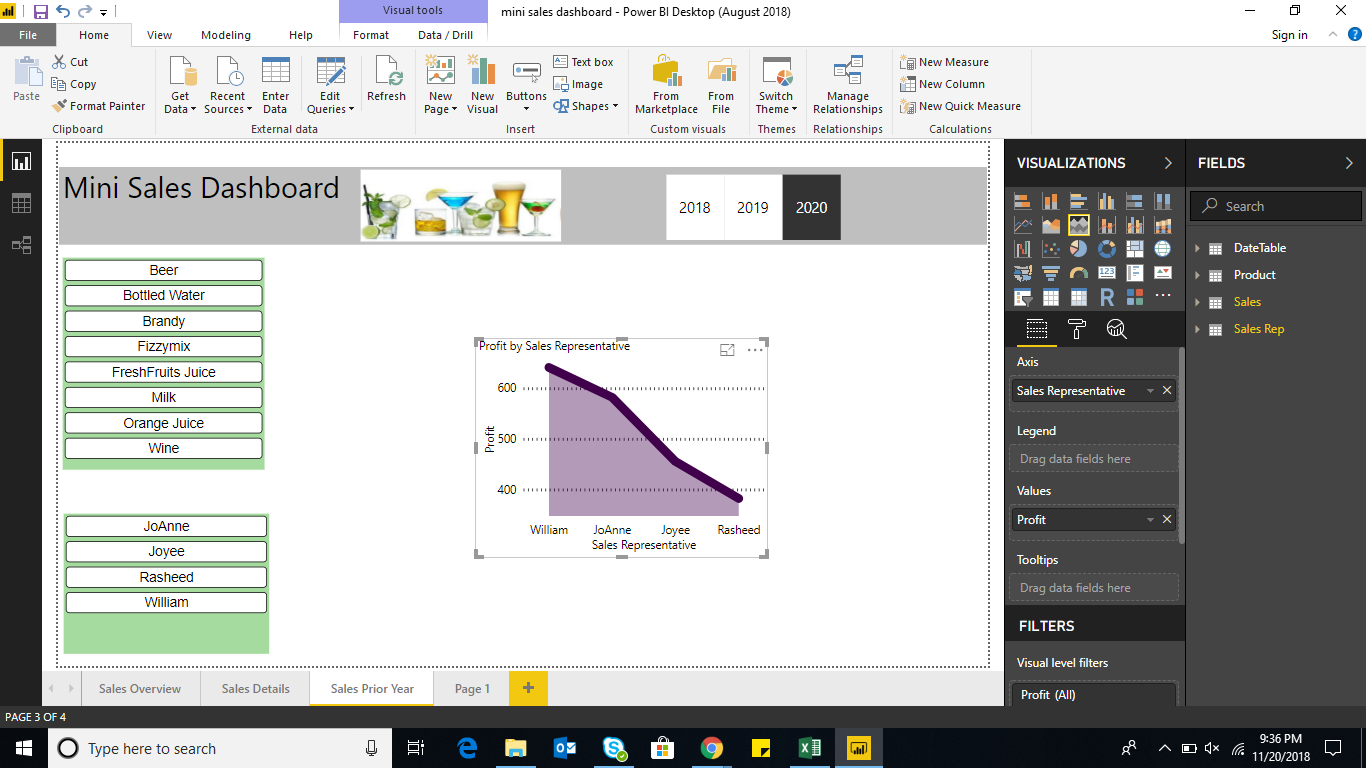 Visual tools
mini sales dashboard - Power BI Desktop (August 2018)
File Home View Modeling Help Format Data / Drill Sign in
Paste
Cut
Copy
Format Painter
Clipboard
Get Data
Recent Sources
Enter Data
Edit Queries
Refresh
External data
New Page
New Visual
Buttons
Text box
Image
Shapes
Insert
From Marketplace
From File
Custom visuals
Switch Theme
Themes
Manage Relationships
Relationships
New Measure
New Column
New Quick Measure
Calculations
Mini Sales Dashboard
2018 2019 2020
Beer
Bottled Water
Brandy
Fizzymix
FreshFruits Juice
Milk
Orange Juice
Wine
JoAnne
Joyee
Rasheed
William
Profit by Sales Representative
Profit
600
500
400
William JoAnne Joyee Rasheed
Sales Representative
VISUALIZATIONS
R
123
Axis
Sales Representative
Legend
Drag data fields here
Values
Profit
Tooltips
Drag data fields here
FILTERS
Visual level filters
Profit (All)
FIELDS
Search
DateTable
Product
Sales
Sales Rep
Sales Overview Sales Details Sales Prior Year Page 1 +
PAGE 3 OF 4
Type here to search
9:36 PM
11/20/2018